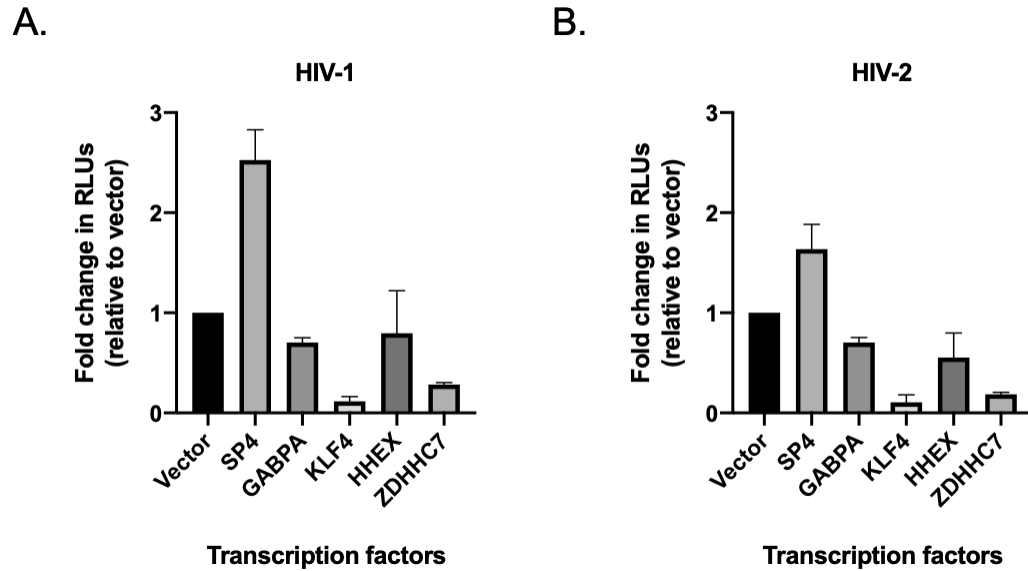 A.
HIV-1
Fold change in RLUs
(relative to vector)
3
2
1
0
Vector
SP4
GABPA
KLF4
HHEX
ZDHHC7
Transcription factors
B.
HIV-2
Fold change in RLUs
(relative to vector)
3
2
1
0
Vector
SP4
GABPA
KLF4
HHEX
ZDHHC7
Transcription factors